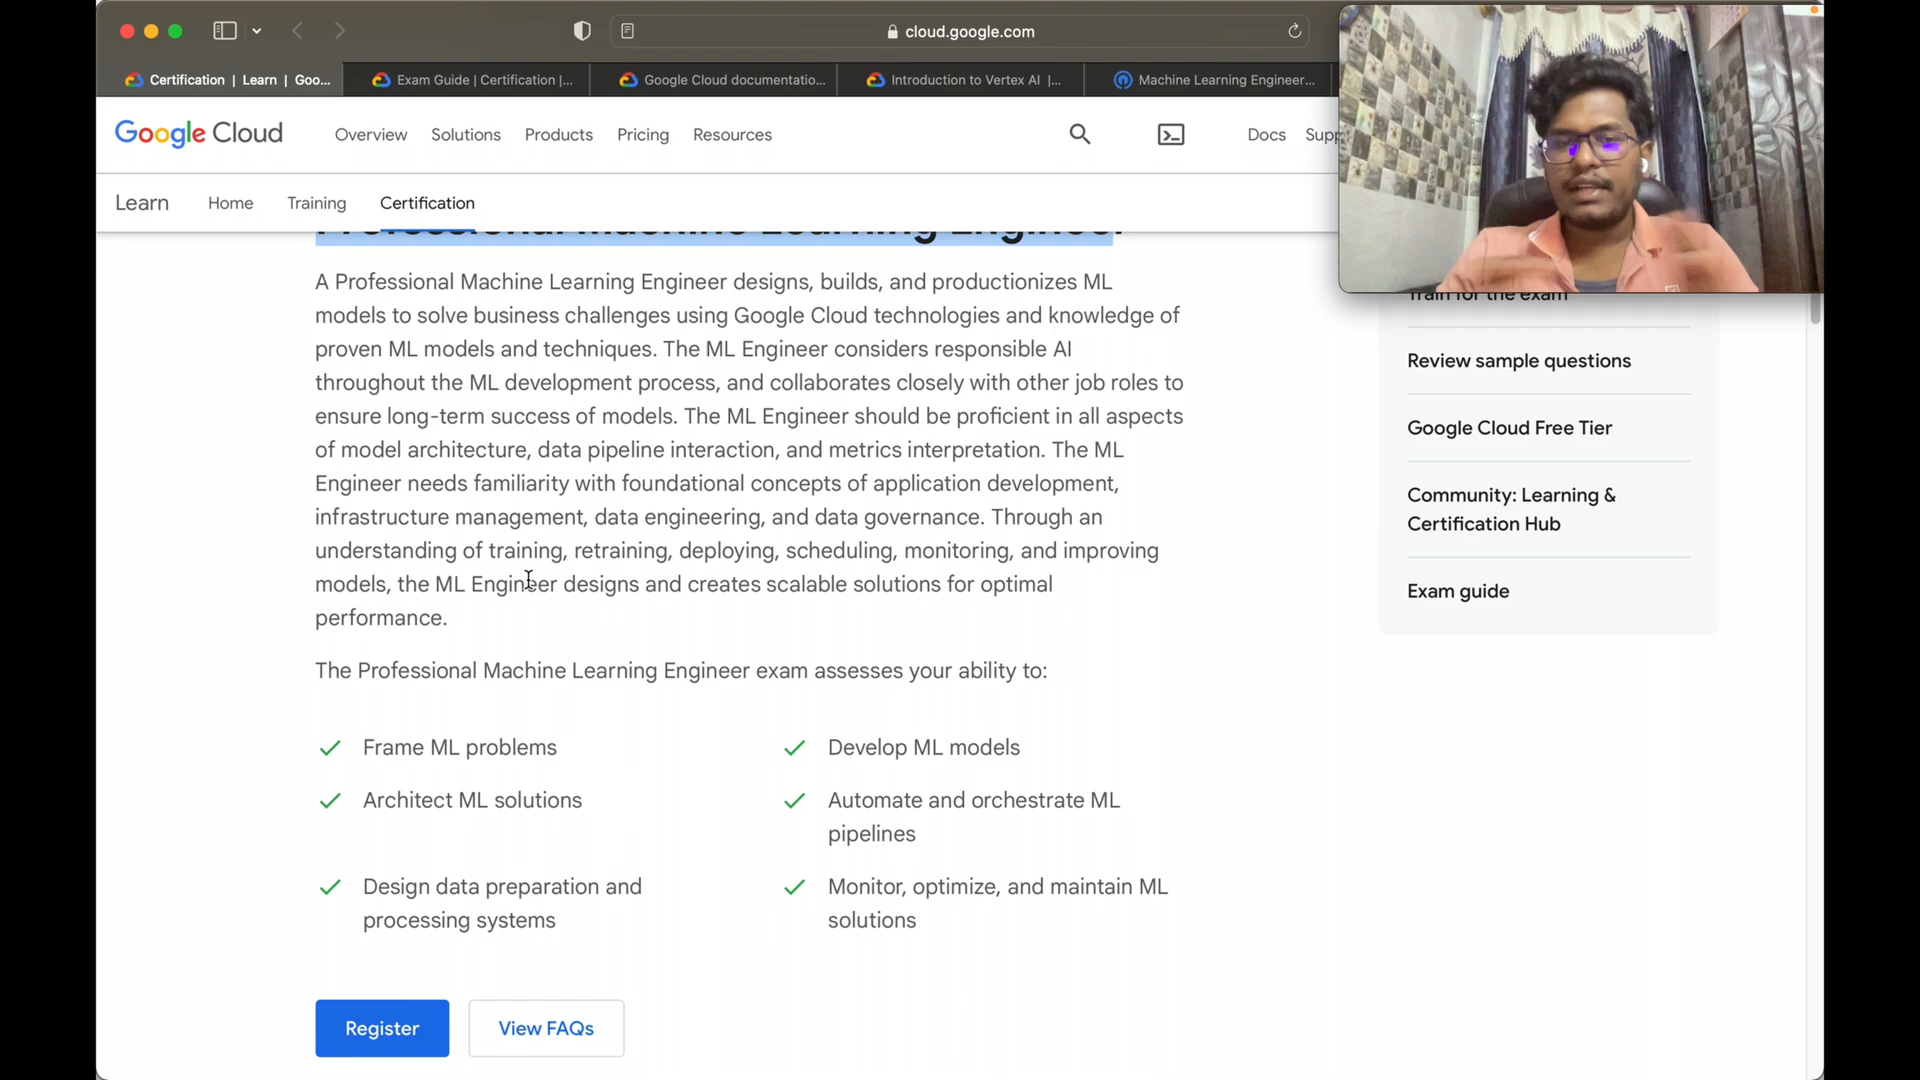 cloud.google.com
Certification | Learn | Goo...
Exam Guide | Certification |...
Google Cloud documentatio...
Introduction to Vertex AI |...
Machine Learning Engineer...
Google Cloud
Overview
Solutions
Products
Pricing
Resources
Docs
Supp
Learn
Home
Training
Certification
Professional Machine Learning Engineer
A Professional Machine Learning Engineer designs, builds, and productionizes ML
models to solve business challenges using Google Cloud technologies and knowledge of
proven ML models and techniques. The ML Engineer considers responsible AI
throughout the ML development process, and collaborates closely with other job roles to
ensure long-term success of models. The ML Engineer should be proficient in all aspects
of model architecture, data pipeline interaction, and metrics interpretation. The ML
Engineer needs familiarity with foundational concepts of application development,
infrastructure management, data engineering, and data governance. Through an
understanding of training, retraining, deploying, scheduling, monitoring, and improving
models, the ML Engineer designs and creates scalable solutions for optimal
performance.
The Professional Machine Learning Engineer exam assesses your ability to:
Frame ML problems
Architect ML solutions
Design data preparation and
processing systems
Develop ML models
Automate and orchestrate ML
pipelines
Monitor, optimize, and maintain ML
solutions
Register
View FAQs
Train for the exam
Review sample questions
Google Cloud Free Tier
Community: Learning &
Certification Hub
Exam guide